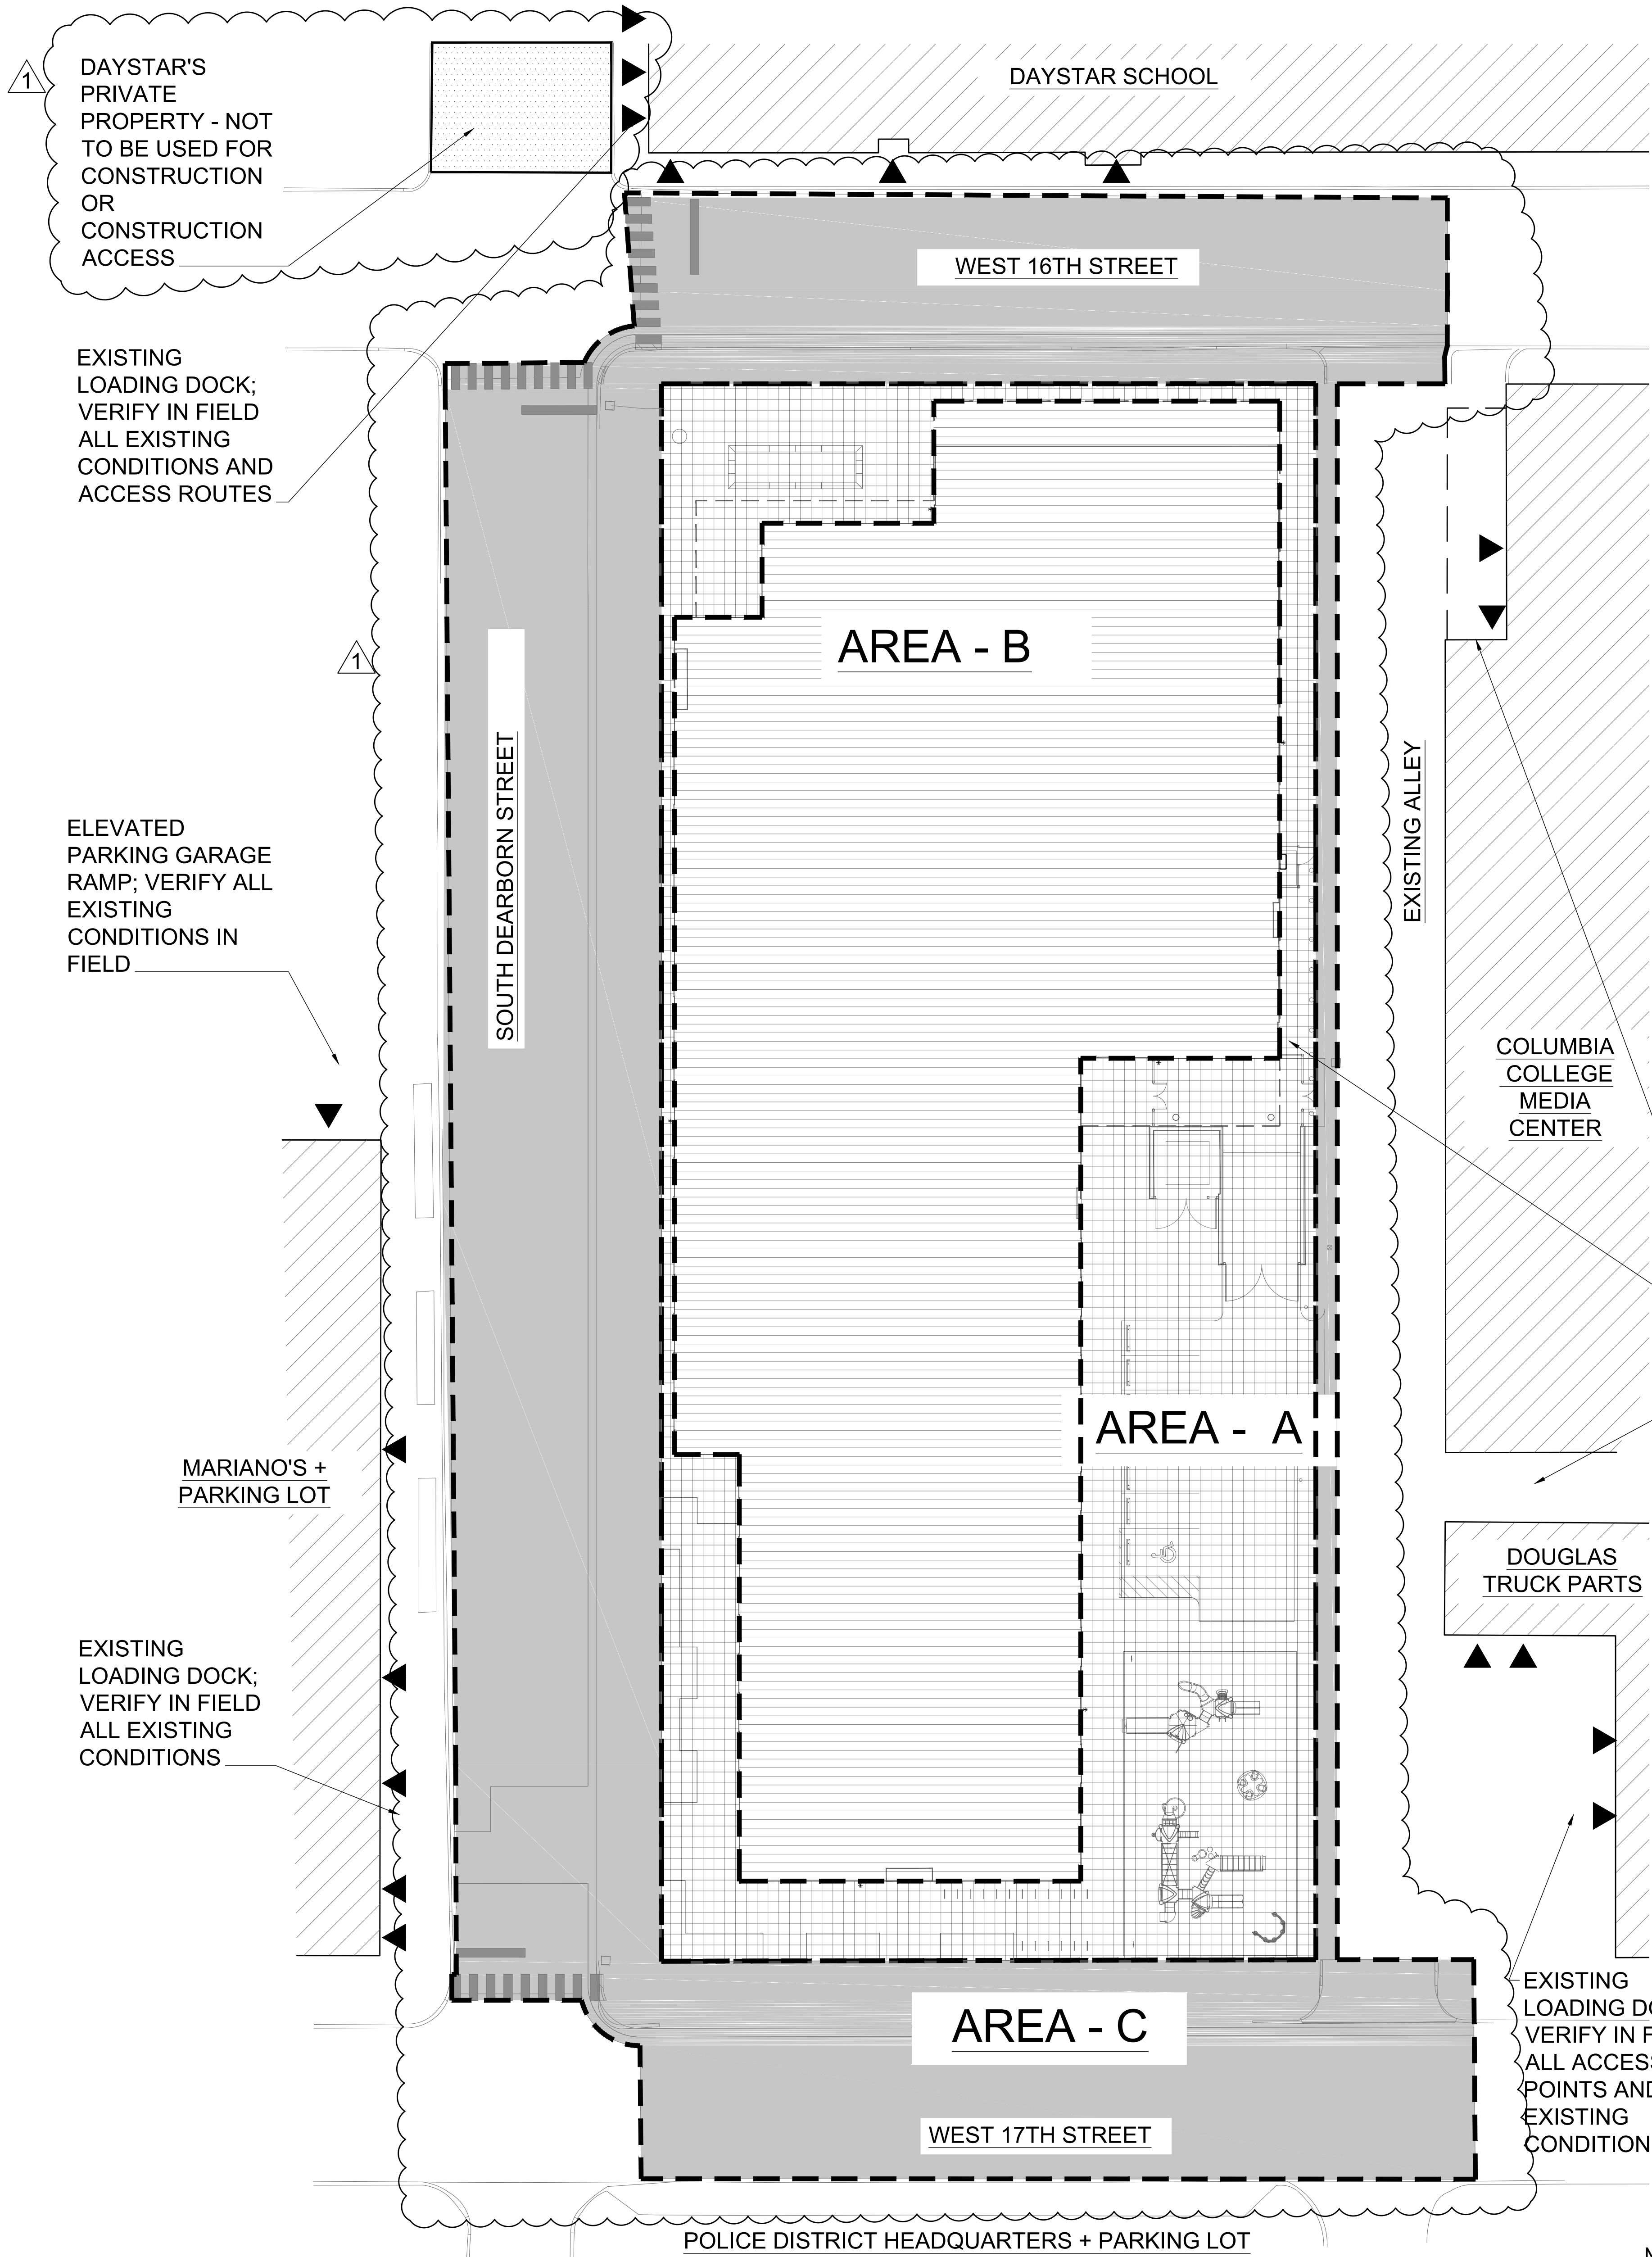 DAYSTAR'S
PRIVATE
PROPERTY - NOT
TO BE USED FOR
CONSTRUCTION
OR
CONSTRUCTION
ACCESS
1
DAYSTAR SCHOOL
WEST 16TH STREET
EXISTING
LOADING DOCK;
VERIFY IN FIELD
ALL EXISTING
CONDITIONS AND
ACCESS ROUTES
1
AREA - B
SOUTH DEARBORN STREET
EXISTING ALLEY
ELEVATED
PARKING GARAGE
RAMP; VERIFY ALL
EXISTING
CONDITIONS IN
FIELD
COLUMBIA
COLLEGE
MEDIA
CENTER
AREA - A
MARIANO'S +
PARKING LOT
DOUGLAS
TRUCK PARTS
EXISTING
LOADING DOCK;
VERIFY IN FIELD
ALL EXISTING
CONDITIONS
AREA - C
EXISTING
LOADING
VERIFY IN
ALL
POINTS
EXISTING
WEST 17TH STREET
POLICE DISTRICT HEADQUARTERS + PARKING LOT